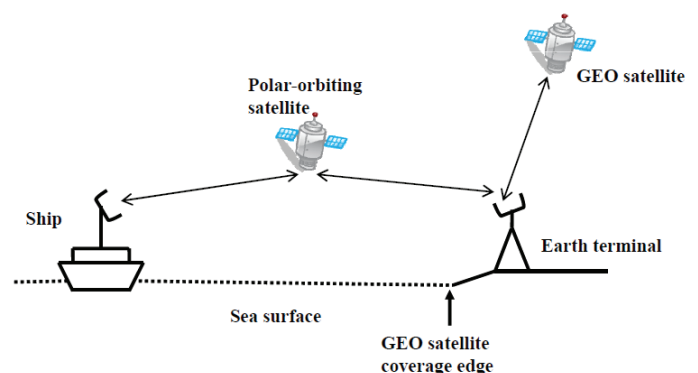 GEO satellite
Polar-orbiting
satellite
Ship
Earth terminal
Sea surface
GEO satellite
coverage edge